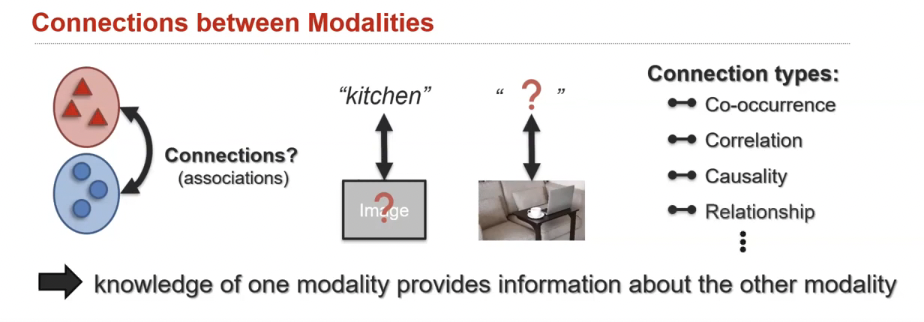 Connections between Modalities
Connections?
(associations)
“kitchen”
Image
?
“ ? ”
Connection types:
Co-occurrence
Correlation
Causality
Relationship
knowledge of one modality provides information about the other modality